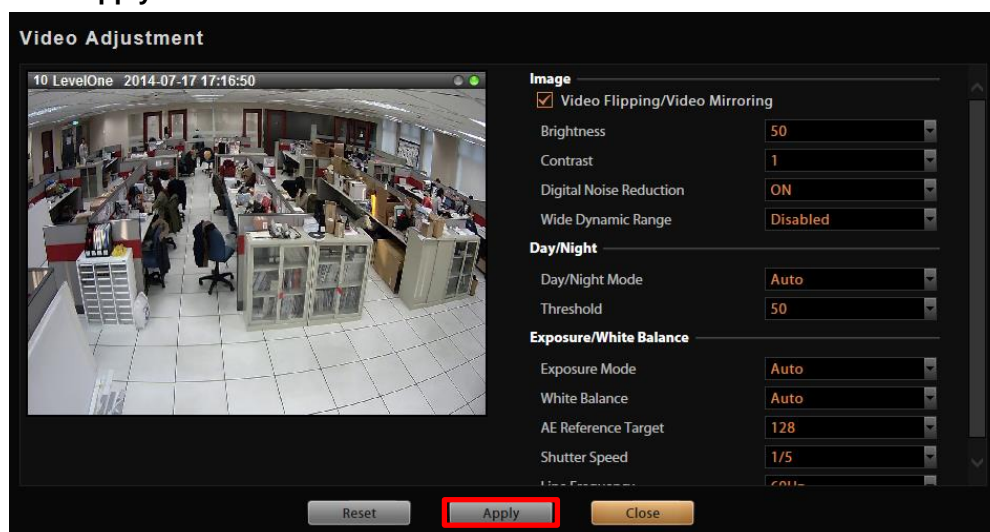 Video Adjustment
10 LevelOne 2014-07-17 17:16:50
Image
Video Flipping/Video Mirroring
Brightness 50
Contrast 1
Digital Noise Reduction ON
Wide Dynamic Range Disabled
Day/Night
Day/Night Mode Auto
Threshold 50
Exposure/White Balance
Exposure Mode Auto
White Balance Auto
AE Reference Target 128
Shutter Speed 1/5
Reset Apply Close